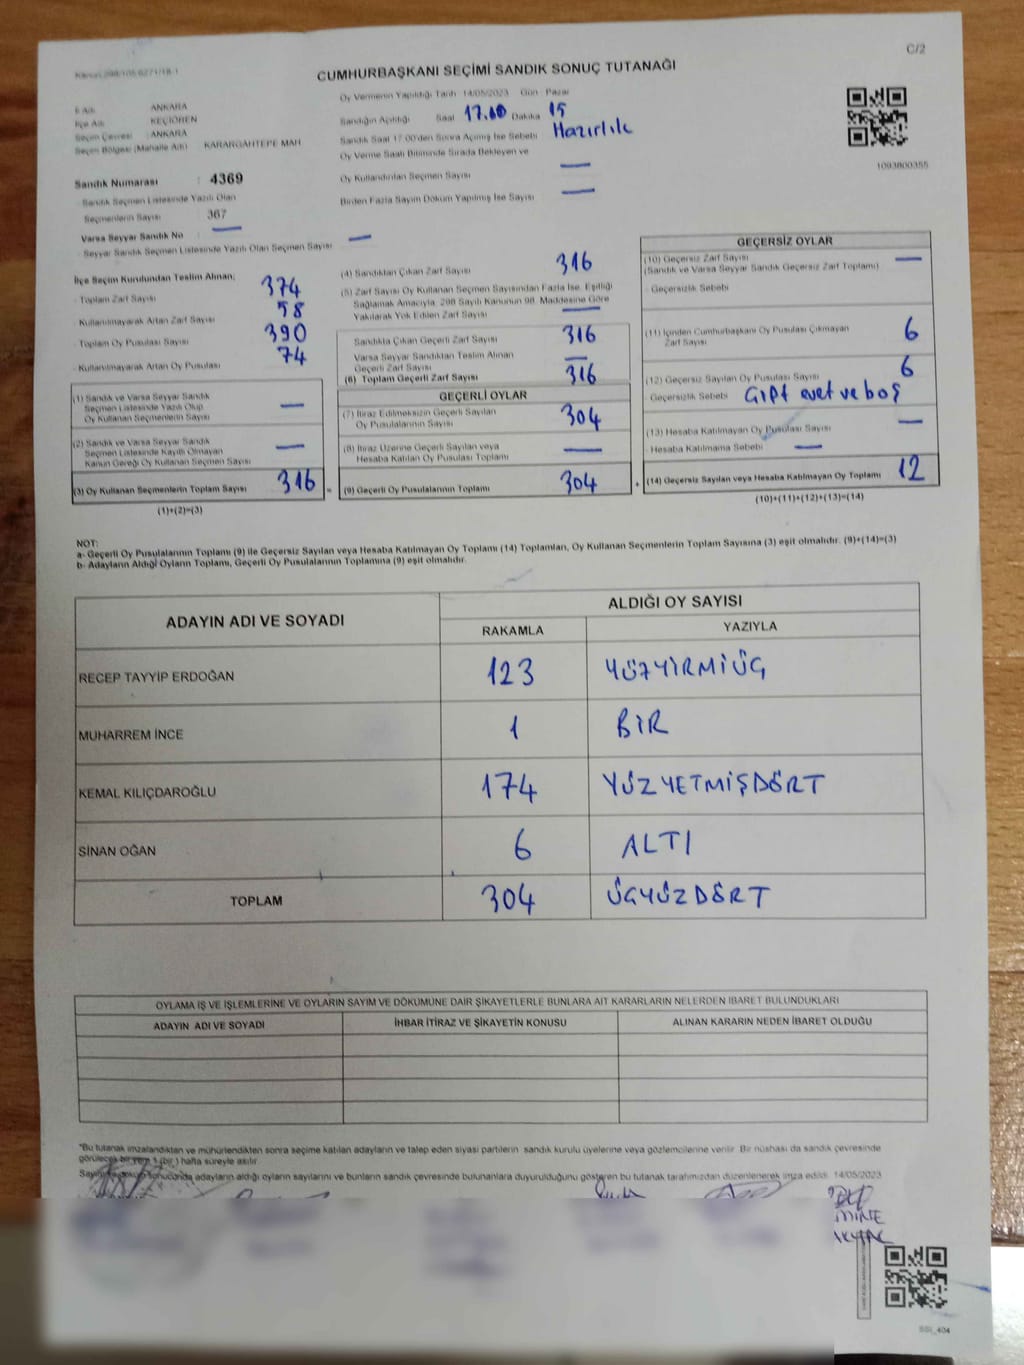 C/2
Kanun:298/105 6271/18-1
CUMHURBAŞKANI SEÇİMİ SANDIK SONUÇ TUTANAĞI
İl Adı ANKARA
İlçe Adı KEÇİÖREN
Seçim Çevresi : ANKARA
Seçim Bölgesi (Mahalle Adı) KARARGAHTEPE MAH
Sandık Numarası : 4369
Sandık Seçmen Listesinde Yazılı Olan
Seçmenlerin Sayısı 367
Varsa Seyyar Sandık No —
Seyyar Sandık Seçmen Listesinde Yazılı Olan Seçmen Sayısı —
Oy Vermenin Yapıldığı Tarih 14/05/2023 Gün Pazar
Sandığın Açıldığı Saat 17.00 Dakika 15
Sandık Saat 17:00'den Sonra Açılmış İse Sebebi Hazırlık
Oy Verme Saati Bitiminde Sırada Bekleyen ve
Oy Kullandırılan Seçmen Sayısı —
Birden Fazla Sayım Döküm Yapılmış İse Sayısı —
1093800355
İlçe Seçim Kurulundan Teslim Alınan;
Toplam Zarf Sayısı 374
Kullanılmayarak Artan Zarf Sayısı 58
Toplam Oy Pusulası Sayısı 390
Kullanılmayarak Artan Oy Pusulası 74
(1) Sandık ve Varsa Seyyar Sandık
Seçmen Listesinde Yazılı Olup
Oy Kullanan Seçmenlerin Sayısı —
(2) Sandık ve Varsa Seyyar Sandık
Seçmen Listesinde Kayıtlı Olmayan
Kanun Gereği Oy Kullanan Seçmen Sayısı —
(3) Oy Kullanan Seçmenlerin Toplam Sayısı 316 =
(1)+(2)=(3)
(4) Sandıktan Çıkan Zarf Sayısı 316
(5) Zarf Sayısı Oy Kullanan Seçmen Sayısından Fazla İse, Eşitliği
Sağlamak Amacıyla, 298 Sayılı Kanunun 98. Maddesine Göre
Yakılarak Yok Edilen Zarf Sayısı —
Sandıkta Çıkan Geçerli Zarf Sayısı 316
Varsa Seyyar Sandıktan Teslim Alınan
Geçerli Zarf Sayısı —
(6) Toplam Geçerli Zarf Sayısı 316
GEÇERLİ OYLAR
(7) İtiraz Edilmeksizin Geçerli Sayılan
Oy Pusulasının Sayısı 304
(8) İtiraz Üzerine Geçerli Sayılan veya
Hesaba Katılan Oy Pusulası Toplamı —
(9) Geçerli Oy Pusulalarının Toplamı 304 +
GEÇERSİZ OYLAR
(10) Geçersiz Zarf Sayısı —
(Sandık ve Varsa Seyyar Sandık Geçersiz Zarf Toplamı)
Geçersizlik Sebebi
(11) İçinden Cumhurbaşkanı Oy Pusulası Çıkmayan
Zarf Sayısı 6
(12) Geçersiz Sayılan Oy Pusulası Sayısı 6
Geçersizlik Sebebi Gift evet ve boş
(13) Hesaba Katılmayan Oy Pusulası Sayısı —
Hesaba Katılmama Sebebi —
(14) Geçersiz Sayılan veya Hesaba Katılmayan Oy Toplamı 12
(10)+(11)+(12)+(13)=(14)
NOT:
a- Geçerli Oy Pusulalarının Toplamı (9) ile Geçersiz Sayılan veya Hesaba Katılmayan Oy Toplamı (14) Toplamları, Oy Kullanan Seçmenlerin Toplam Sayısına (3) eşit olmalıdır. (9)+(14)=(3)
b- Adayların Aldığı Oyların Toplamı, Geçerli Oy Pusulalarının Toplamına (9) eşit olmalıdır.
ADAYIN ADI VE SOYADI
ALDIĞI OY SAYISI
RAKAMLA YAZIYLA
RECEP TAYYİP ERDOĞAN 123 YÜZYİRMİÜÇ
MUHARREM İNCE 1 BİR
KEMAL KILIÇDAROĞLU 174 YÜZYETMİŞDÖRT
SİNAN OĞAN 6 ALTI
TOPLAM 304 ÜÇYÜZDÖRT
OYLAMA İŞ VE İŞLEMLERİNE VE OYLARIN SAYIM VE DÖKÜMÜNE DAİR ŞİKAYETLERLE BUNLARA AİT KARARLARIN NELERDEN İBARET BULUNDUKLARI
ADAYIN ADI VE SOYADI İHBAR İTİRAZ VE ŞİKAYETİN KONUSU ALINAN KARARIN NEDEN İBARET OLDUĞU
*Bu tutanak imzalandıktan ve mühürlendikten sonra seçime katılan adayların ve talep eden siyasi partilerin sandık kurulu üyelerine veya gözlemcilerine verilir. Bir nüshası da sandık çevresinde
görülecek bir yere 1 (bir) hafta süreyle asılır.
sonucunda adayların aldığı oyların sayılarını ve bunların sandık çevresinde bulunanlara duyurulduğunu gösteren bu tutanak tarafımızdan düzenlenerek imza edildi. 14/05/2023
SSI_404